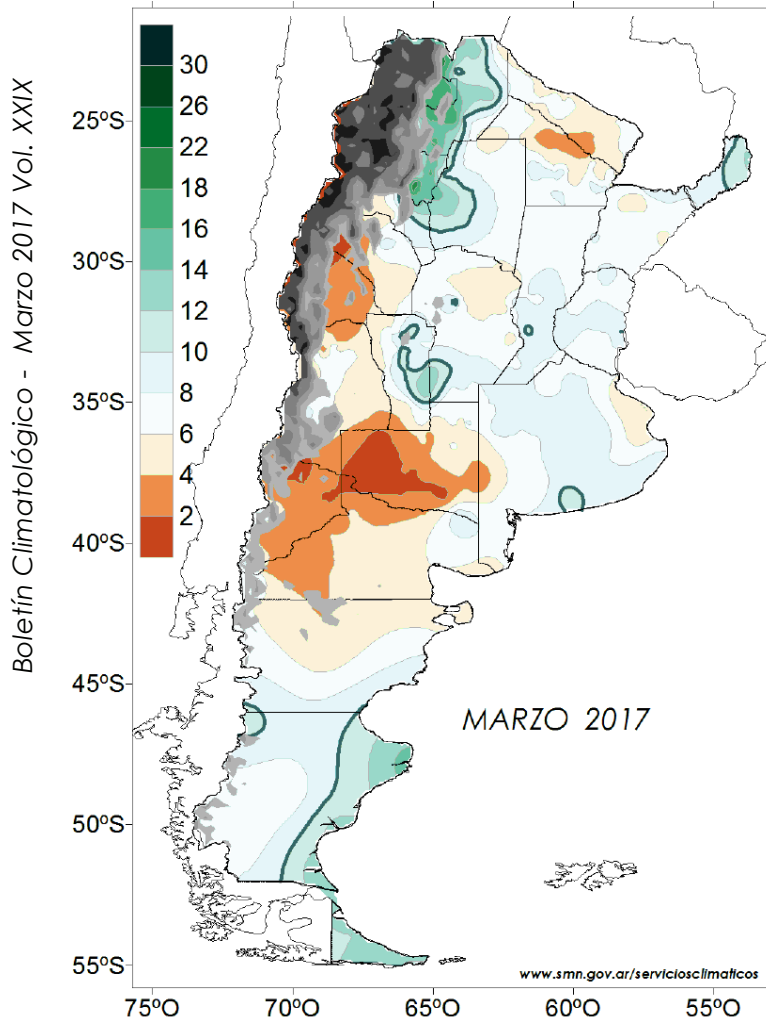 Boletín Climatológico - Marzo 2017 Vol. XXIX
30
26
22
18
16
14
12
10
8
6
4
2
25ºS
30ºS
35ºS
40ºS
45ºS
50ºS
55ºS
MARZO 2017
www.smn.gov.ar/serviciosclimaticos
75ºO
70ºO
65ºO
60ºO
55ºO